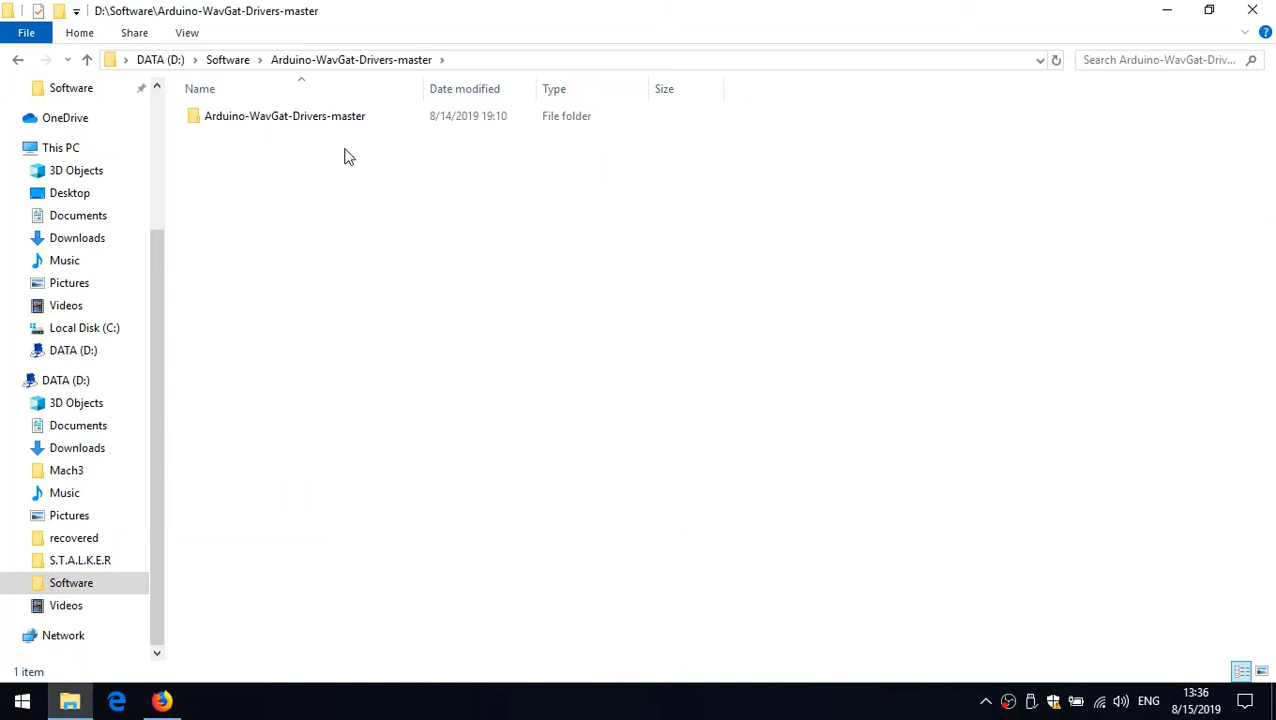 D:\Software\Arduino-WavGat-Drivers-master
File
Home
Share
View
DATA (D:)
Software
Arduino-WavGat-Drivers-master
Search Arduino-WavGat-Driv...
Name
Date modified
Type
Size
Arduino-WavGat-Drivers-master
8/14/2019 19:10
File folder
Software
OneDrive
This PC
3D Objects
Desktop
Documents
Downloads
Music
Pictures
Videos
Local Disk (C:)
DATA (D:)
DATA (D:)
3D Objects
Documents
Downloads
Mach3
Music
Pictures
recovered
S.T.A.L.K.E.R
Software
Videos
Network
1 item
ENG
13:36
8/15/2019